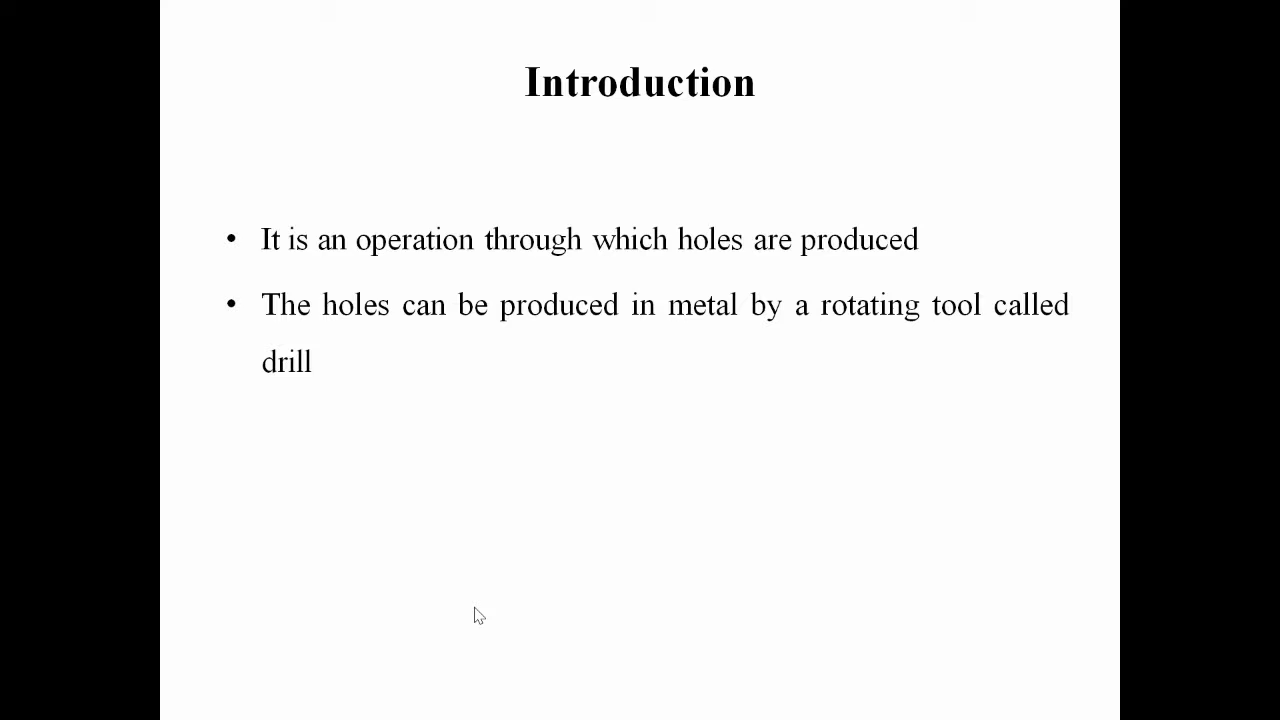 Introduction
• It is an operation through which holes are produced
• The holes can be produced in metal by a rotating tool called
drill